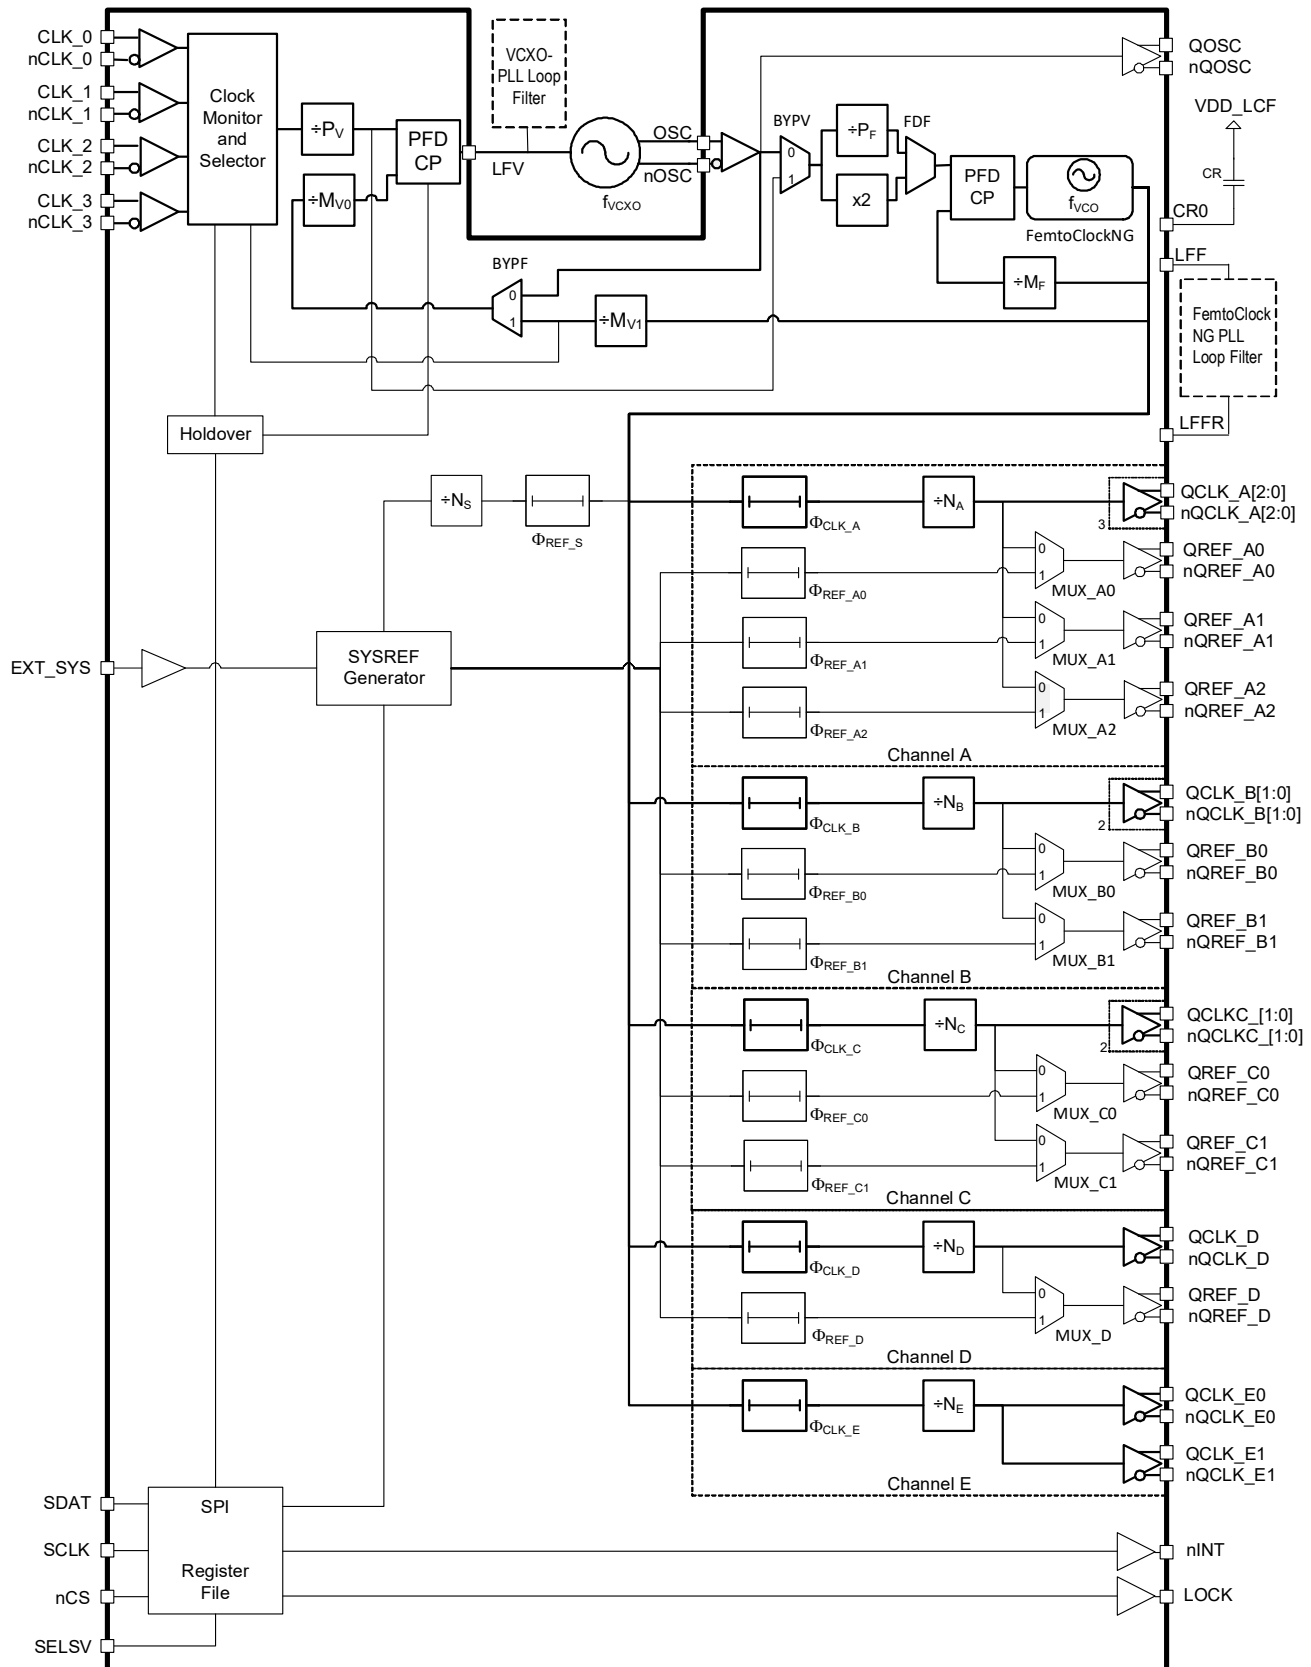 CLK_0
nCLK_0
CLK_1
nCLK_1
CLK_2
nCLK_2
CLK_3
nCLK_3
Clock
Monitor
and
Selector
÷PV
÷MV0
PFD
CP
LFV
VCXO-
PLL Loop
Filter
fVCXO
OSC
nOSC
BYPV
0
1
÷PF
x2
FDF
PFD
CP
fVCO
FemtoClockNG
÷MF
QOSC
nQOSC
VDD_LCF
CR
CR0
LFF
FemtoClock
NG PLL
Loop Filter
LFFR
BYPF
0
1
÷MV1
Holdover
÷NS
ΦREF_S
EXT_SYS
SYSREF
Generator
ΦCLK_A
÷NA
3
QCLK_A[2:0]
nQCLK_A[2:0]
ΦREF_A0
0
1
MUX_A0
QREF_A0
nQREF_A0
ΦREF_A1
0
1
MUX_A1
QREF_A1
nQREF_A1
ΦREF_A2
0
1
MUX_A2
QREF_A2
nQREF_A2
Channel A
ΦCLK_B
÷NB
2
QCLK_B[1:0]
nQCLK_B[1:0]
ΦREF_B0
0
1
MUX_B0
QREF_B0
nQREF_B0
ΦREF_B1
0
1
MUX_B1
QREF_B1
nQREF_B1
Channel B
ΦCLK_C
÷NC
2
QCLKC_[1:0]
nQCLKC_[1:0]
ΦREF_C0
0
1
MUX_C0
QREF_C0
nQREF_C0
ΦREF_C1
0
1
MUX_C1
QREF_C1
nQREF_C1
Channel C
ΦCLK_D
÷ND
QCLK_D
nQCLK_D
ΦREF_D
0
1
MUX_D
QREF_D
nQREF_D
Channel D
ΦCLK_E
÷NE
QCLK_E0
nQCLK_E0
QCLK_E1
nQCLK_E1
Channel E
SDAT
SCLK
nCS
SELSV
SPI
Register
File
nINT
LOCK